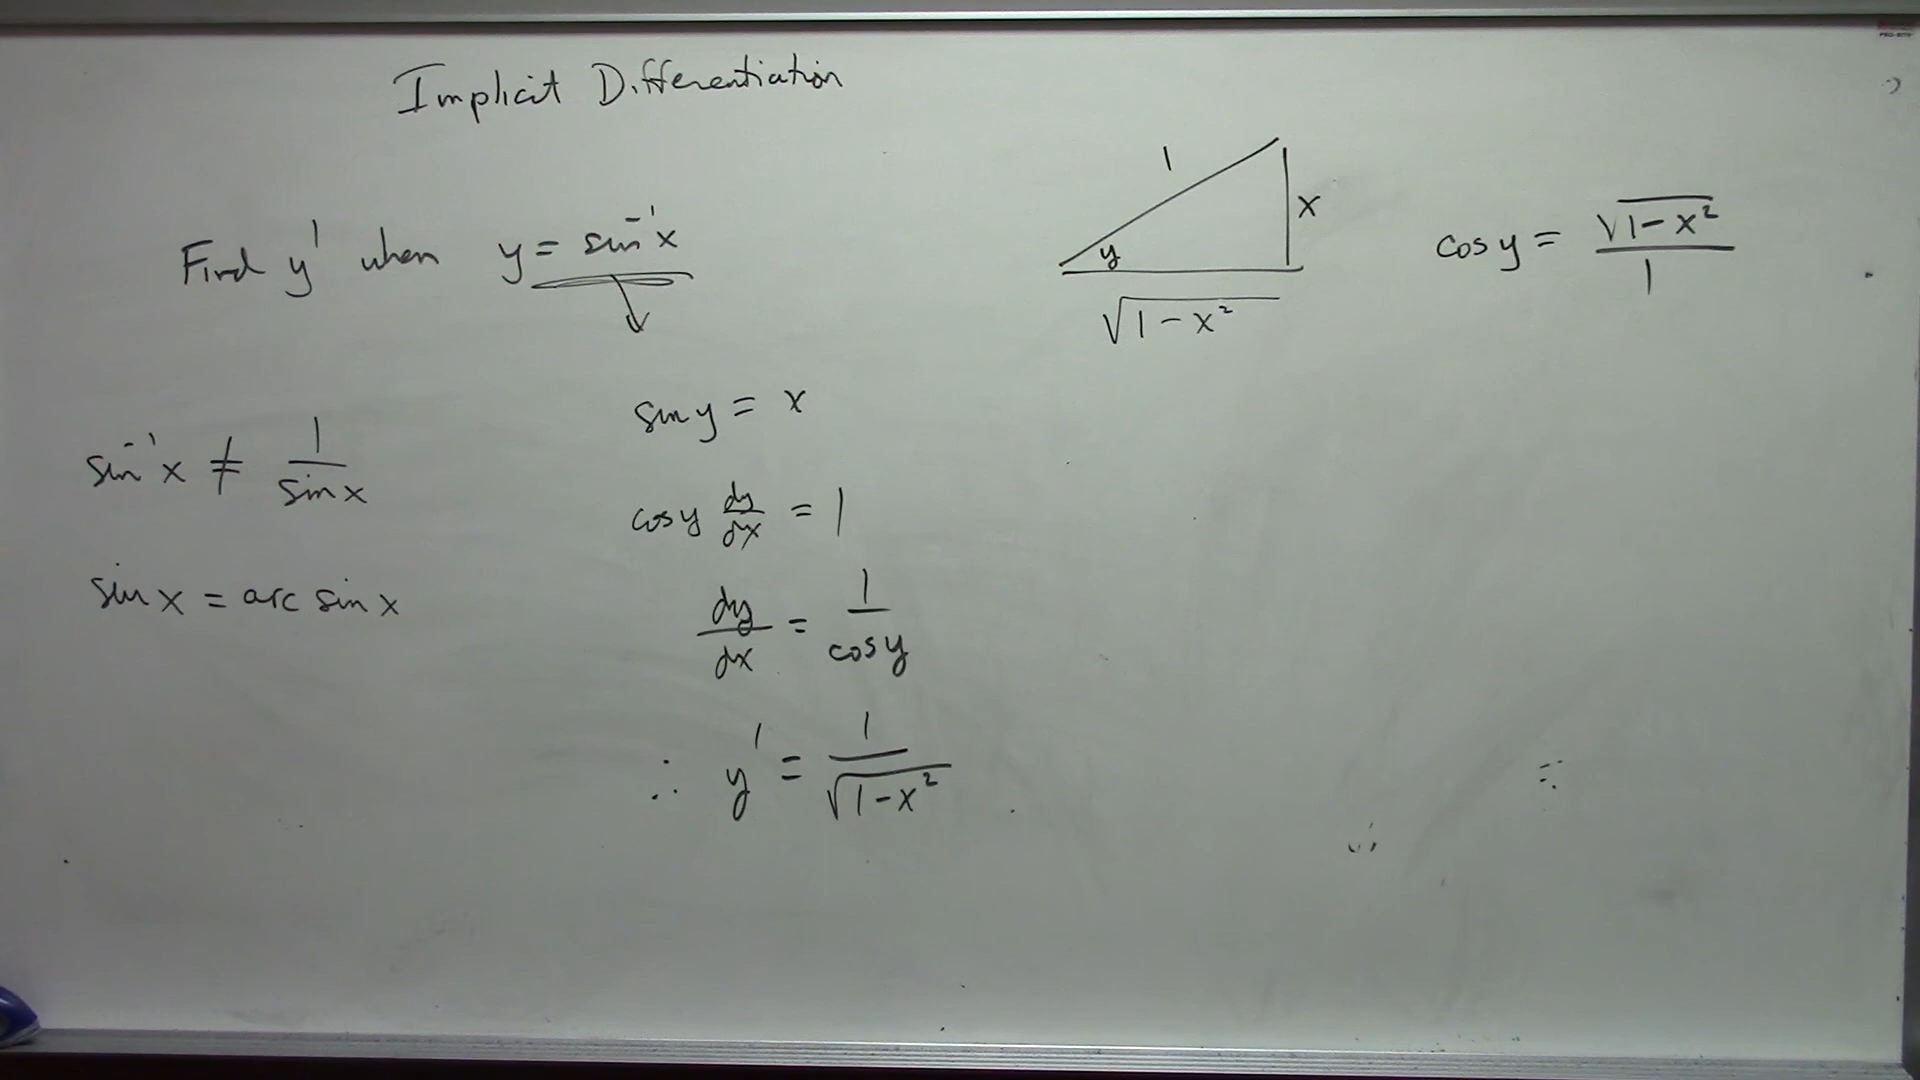 Implicit Differentiation
Find y' when y = sin⁻¹x
sin⁻¹x ≠ 1/sin x
sin x = arc sin x
sin y = x
cos y dy/dx = 1
dy/dx = 1/cos y
∴ y' = 1/√(1-x²)
1
x
y
√(1-x²)
cos y = √(1-x²)/1